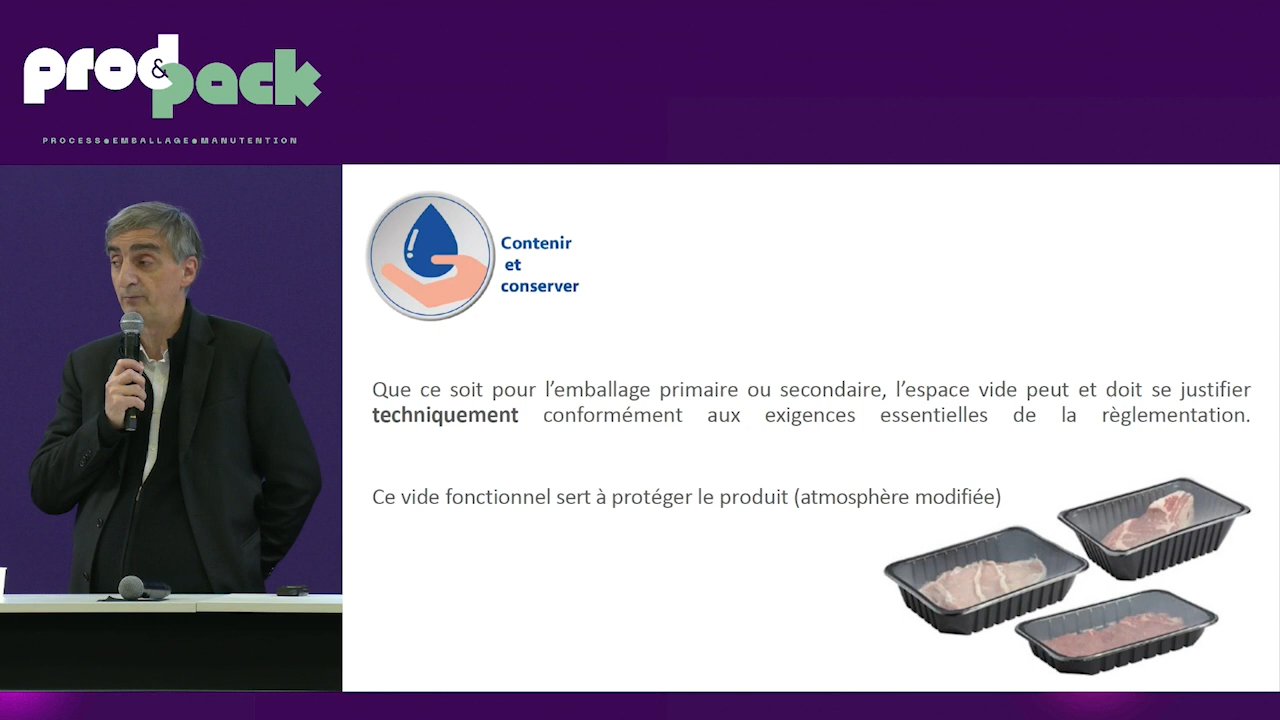 prod&pack
PROCESS●EMBALLAGE●MANUTENTION
Contenir
et
conserver
Que ce soit pour l’emballage primaire ou secondaire, l’espace vide peut et doit se justifier
techniquement conformément aux exigences essentielles de la règlementation.
Ce vide fonctionnel sert à protéger le produit (atmosphère modifiée)